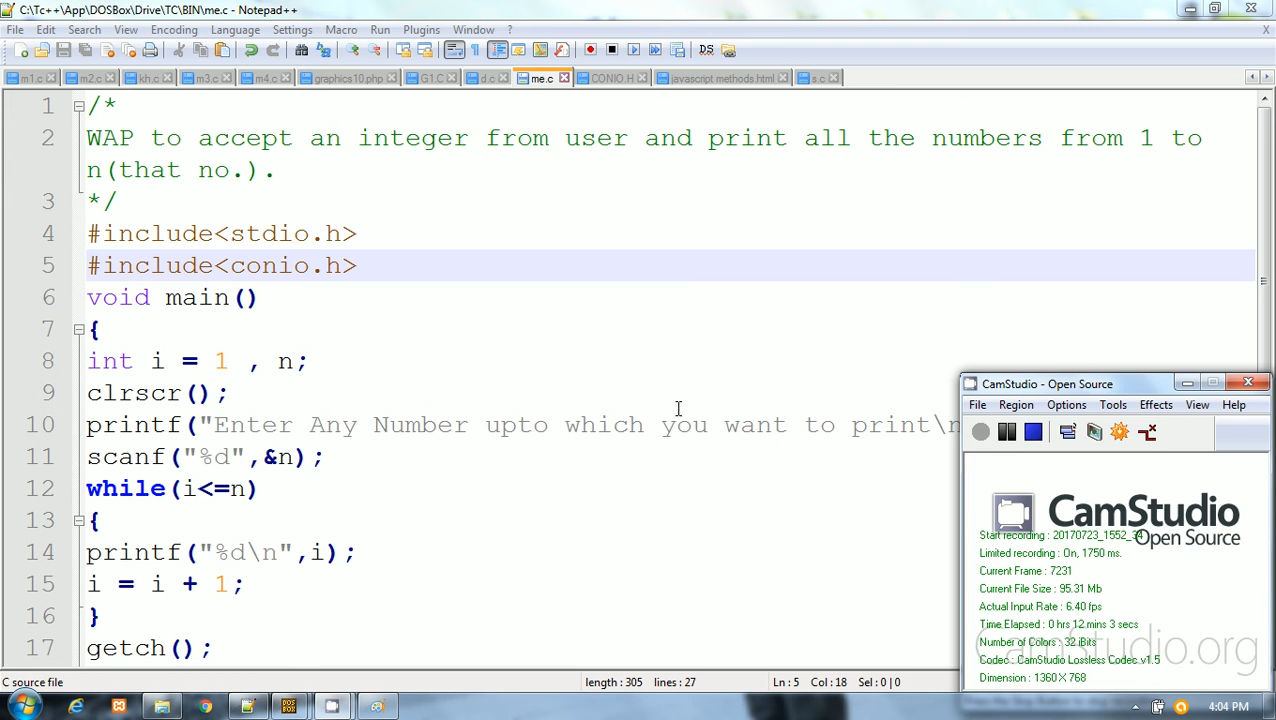 C:\Tc++\App\DOSBox\Drive\TC\BIN\me.c - Notepad++
File Edit Search View Encoding Language Settings Macro Run Plugins Window ? X
m1.c m2.c kh.c m3.c m4.c graphics10.php G1.C d.c me.c CONIO.H javascript methods.html s.c
1 /*
2 WAP to accept an integer from user and print all the numbers from 1 to
n(that no.).
3 */
4 #include<stdio.h>
5 #include<conio.h>
6 void main()
7 {
8 int i = 1 , n;
9 clrscr();
10 printf("Enter Any Number upto which you want to print\n
11 scanf("%d",&n);
12 while(i<=n)
13 {
14 printf("%d\n",i);
15 i = i + 1;
16 }
17 getch();
CamStudio - Open Source
File Region Options Tools Effects View Help
CamStudio
Open Source
Start recording : 20170723_1552_34
Limited recording : On, 1750 ms.
Current Frame : 7231
Current File Size : 95.31 Mb
Actual Input Rate : 6.40 fps
Time Elapsed : 0 hrs 12 mins 3 secs
Number of Colors : 32 iBits
Codec : CamStudio Lossless Codec v1.5
Dimension : 1360 X 768
CamStudio.org
C source file length : 305 lines : 27 Ln : 5 Col : 18 Sel : 0 | 0
DOS
BOX
4:04 PM